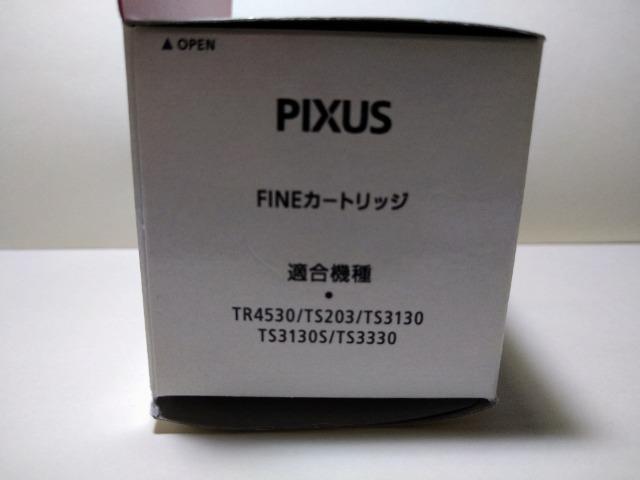 ▲ OPEN
PIXUS
FINEカートリッジ
適合機種
●
TR4530/TS203/TS3130
TS3130S/TS3330